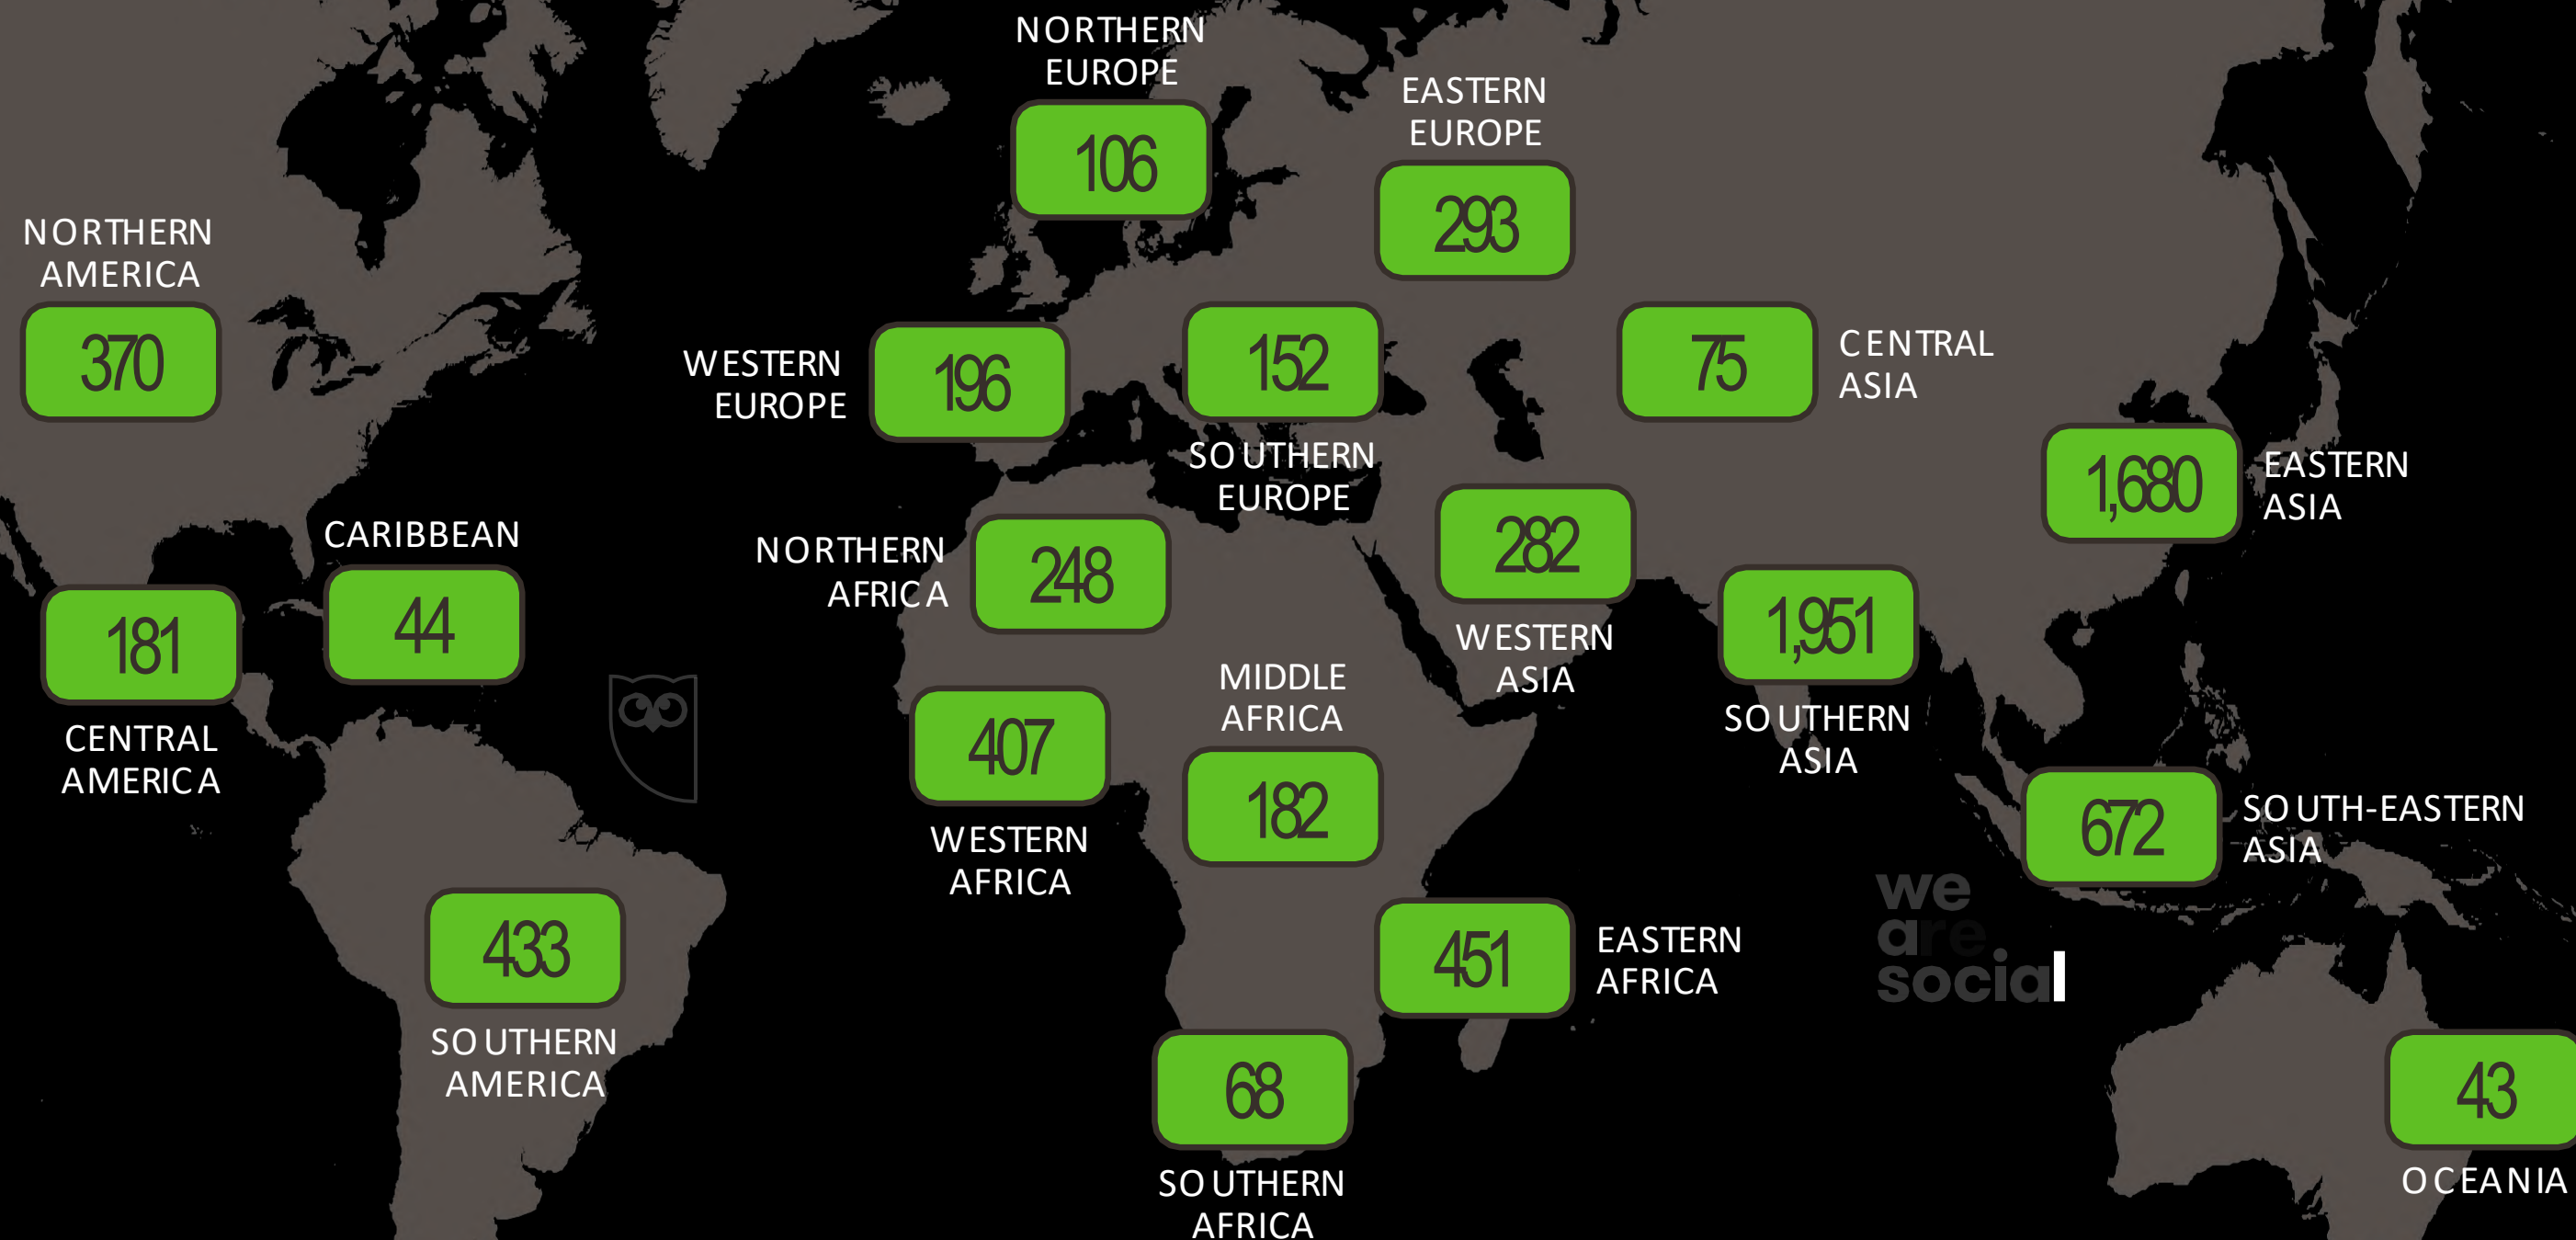 NORTHERN
EUROPE
106
EASTERN
EUROPE
293
NORTHERN
AMERICA
370
WESTERN
EUROPE
196
152
SOUTHERN
EUROPE
75
CENTRAL
ASIA
1,680
EASTERN
ASIA
CARIBBEAN
44
181
CENTRAL
AMERICA
NORTHERN
AFRICA
248
282
WESTERN
ASIA
1,951
SOUTHERN
ASIA
407
WESTERN
AFRICA
MIDDLE
AFRICA
182
672
SOUTH-EASTERN
ASIA
433
SOUTHERN
AMERICA
451
EASTERN
AFRICA
we
are
social
68
SOUTHERN
AFRICA
43
OCEANIA